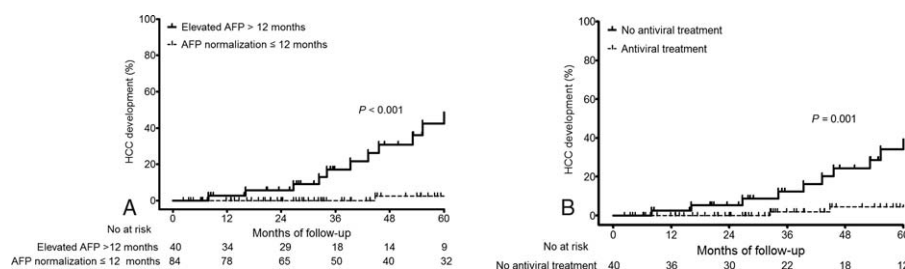 100
80
60
40
20
0
HCC development (%)
Elevated AFP > 12 months
AFP normalization ≤ 12 months
P < 0.001
A
0 12 24 36 48 60
Months of follow-up
No at risk
Elevated AFP >12 months 40 34 29 18 14 9
AFP normalization ≤ 12 months 84 78 65 50 40 32
100
80
60
40
20
0
HCC development (%)
No antiviral treatment
Antiviral treatment
P = 0.001
B
0 12 24 36 48 60
Months of follow-up
No at risk
No antiviral treatment 40 36 30 22 18 12